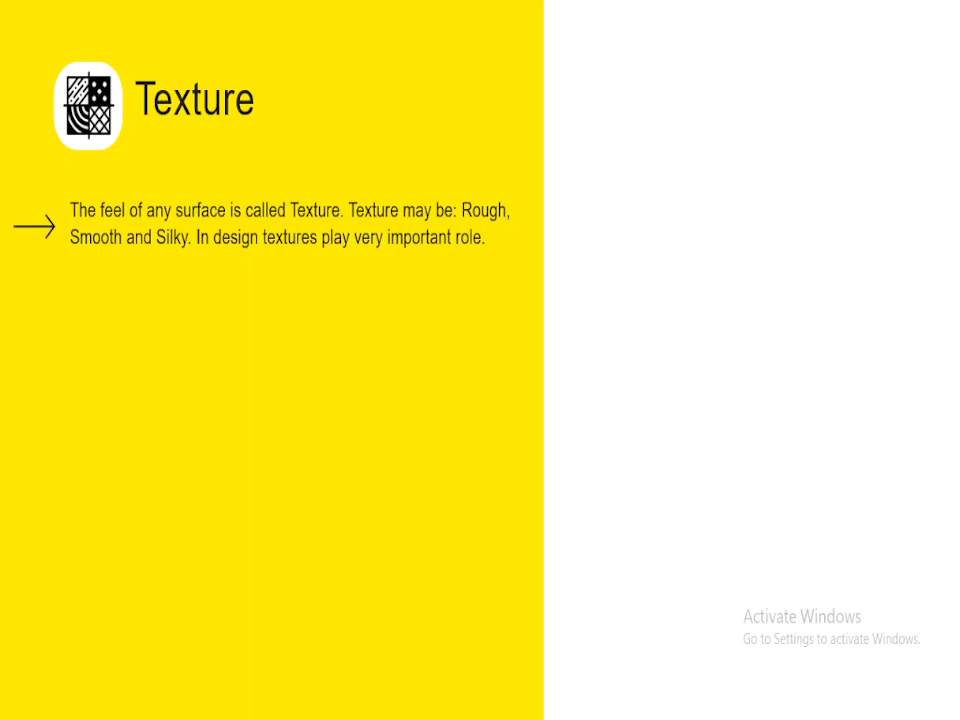 Texture
The feel of any surface is called Texture. Texture may be: Rough,
Smooth and Silky. In design textures play very important role.
Activate Windows
Go to Settings to activate Windows.